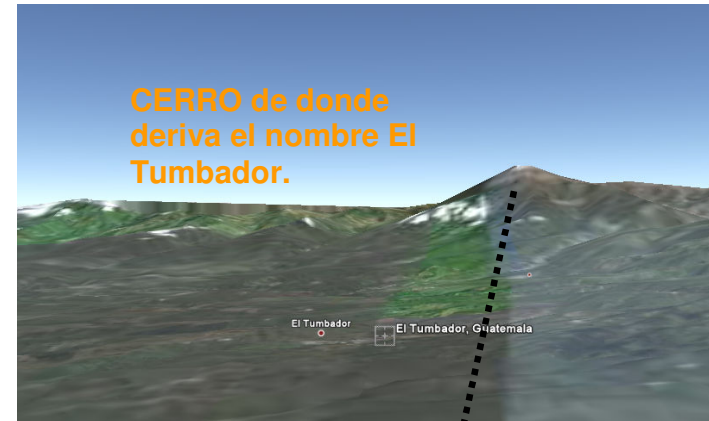 CERRO de donde
deriva el nombre El
Tumbador.
El Tumbador
El Tumbador, Guatemala